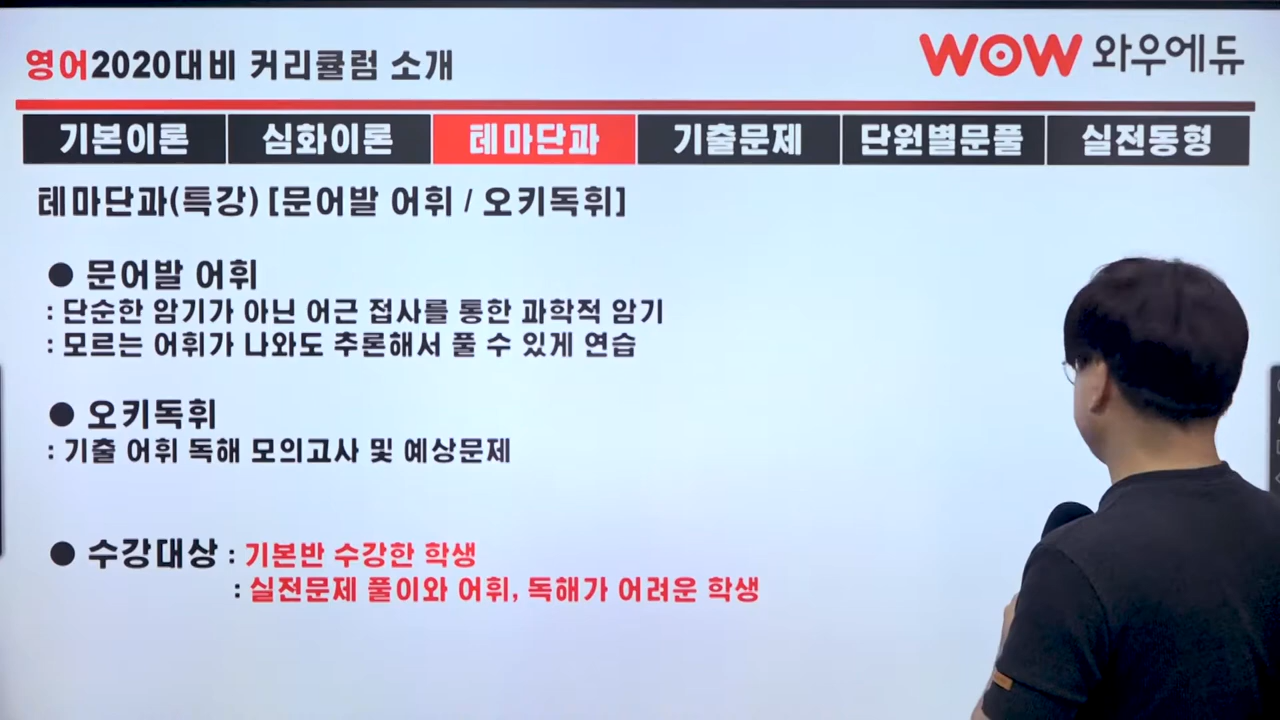 영어2020대비 커리큘럼 소개
WOW 와우에듀
기본이론 심화이론 테마단과 기출문제 단원별문풀 실전동형
테마단과(특강) [문어발 어휘 / 오키독휘]
● 문어발 어휘
: 단순한 암기가 아닌 어근 접사를 통한 과학적 암기
: 모르는 어휘가 나와도 추론해서 풀 수 있게 연습
● 오키독휘
: 기출 어휘 독해 모의고사 및 예상문제
● 수강대상 : 기본반 수강한 학생
: 실전문제 풀이와 어휘, 독해가 어려운 학생